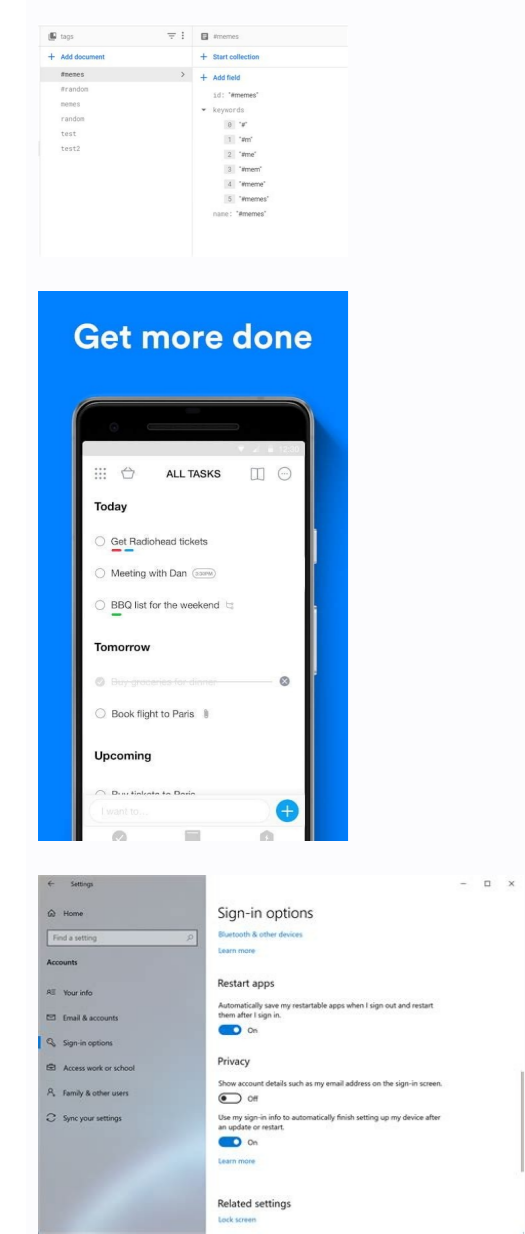 tags
#memes
+ Add document
+ Start collection
#memes
#random
memes
random
test
test2
+ Add field
id: "#memes"
keywords
0 "#"
1 "#m"
2 "#me"
3 "#mem"
4 "#meme"
5 "#memes"
name: "#memes"
Get more done
12:30
ALL TASKS
Today
Get Radiohead tickets
Meeting with Dan
BBQ list for the weekend
Tomorrow
Buy groceries for dinner
Book flight to Paris
Upcoming
Buy tickets to Paris
I want to...
Settings
Home
Find a setting
Accounts
Your info
Email & accounts
Sign-in options
Access work or school
Family & other users
Sync your settings
Sign-in options
Bluetooth & other devices
Learn more
Restart apps
Automatically save my restartable apps when I sign out and restart
them after I sign in.
On
Privacy
Show account details such as my email address on the sign-in screen.
Off
Use my sign-in info to automatically finish setting up my device after
an update or restart.
On
Learn more
Related settings
Lock screen